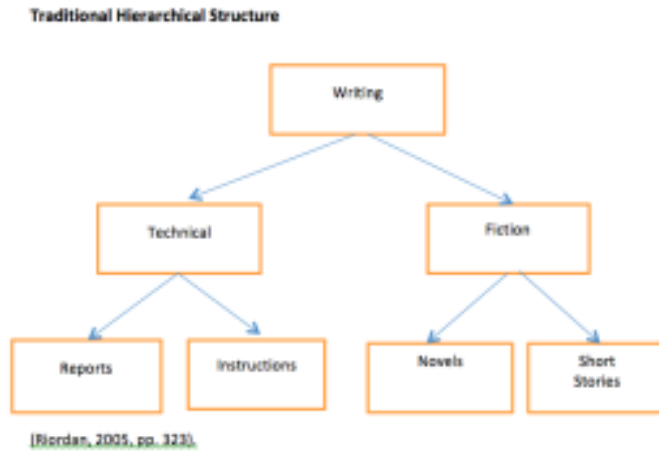 Traditional Hierarchical Structure
Writing
Technical
Fiction
Reports
Instructions
Novels
Short
Stories
(Riordan, 2005, pp. 323).